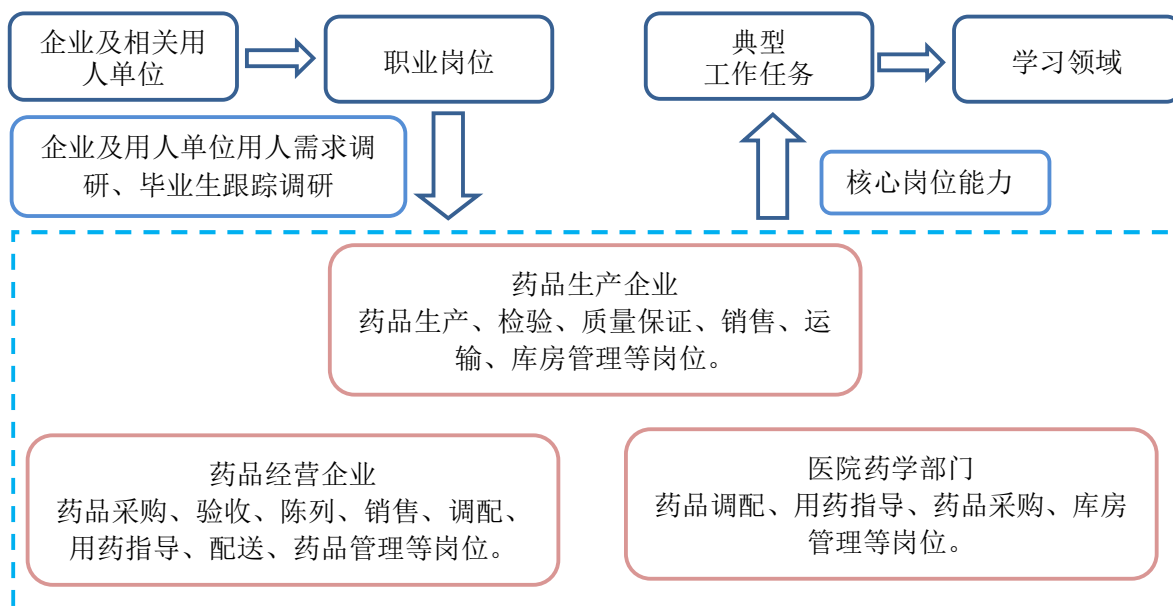 企业及相关用
人单位
职业岗位
典型
工作任务
学习领域
企业及用人单位用人需求调
研、毕业生跟踪调研
核心岗位能力
药品生产企业
药品生产、检验、质量保证、销售、运
输、库房管理等岗位。
药品经营企业
药品采购、验收、陈列、销售、调配、
用药指导、配送、药品管理等岗位。
医院药学部门
药品调配、用药指导、药品采购、库房
管理等岗位。